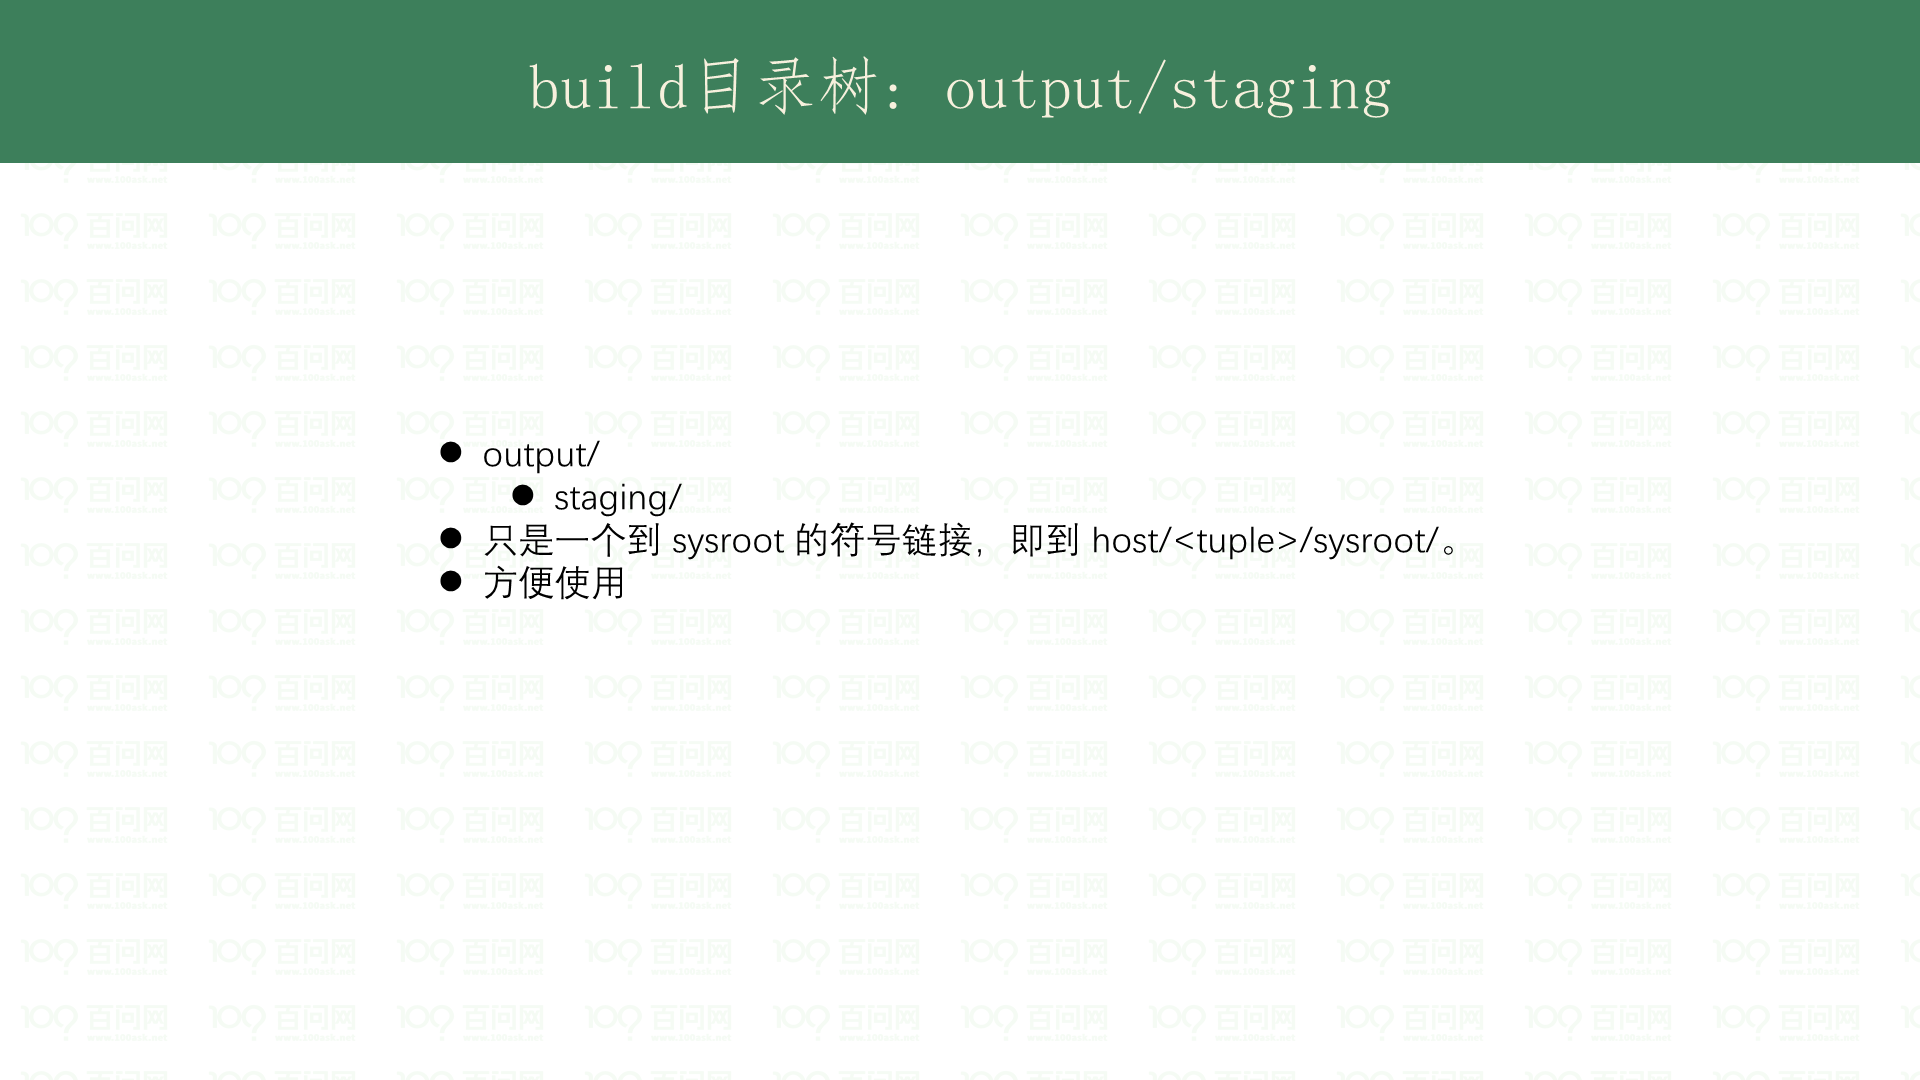 build目录树：output/staging
● output/
● staging/
● 只是一个到 sysroot 的符号链接，即到 host/<tuple>/sysroot/。
● 方便使用